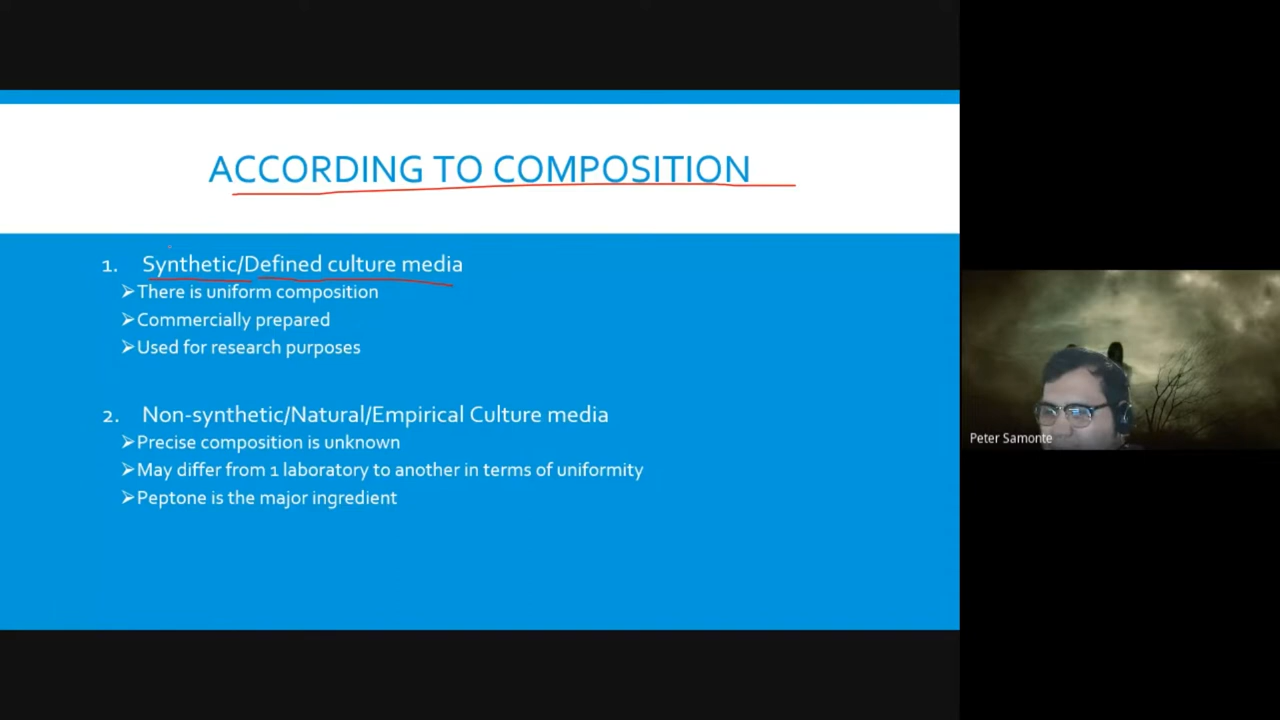 ACCORDING TO COMPOSITION
1. Synthetic/Defined culture media
➢There is uniform composition
➢Commercially prepared
➢Used for research purposes
2. Non-synthetic/Natural/Empirical Culture media
➢Precise composition is unknown
➢May differ from 1 laboratory to another in terms of uniformity
➢Peptone is the major ingredient
Peter Samonte